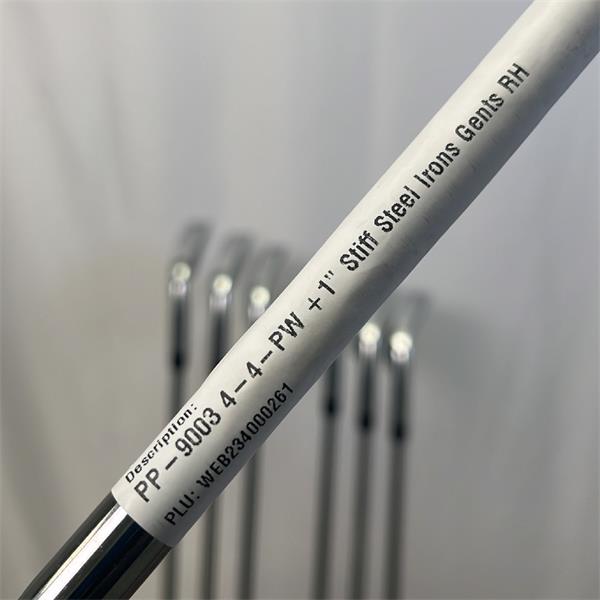 Description:
PP-9003 4-4-PW +1" Stiff Steel Irons Gents RH
PLU: WEB234000261